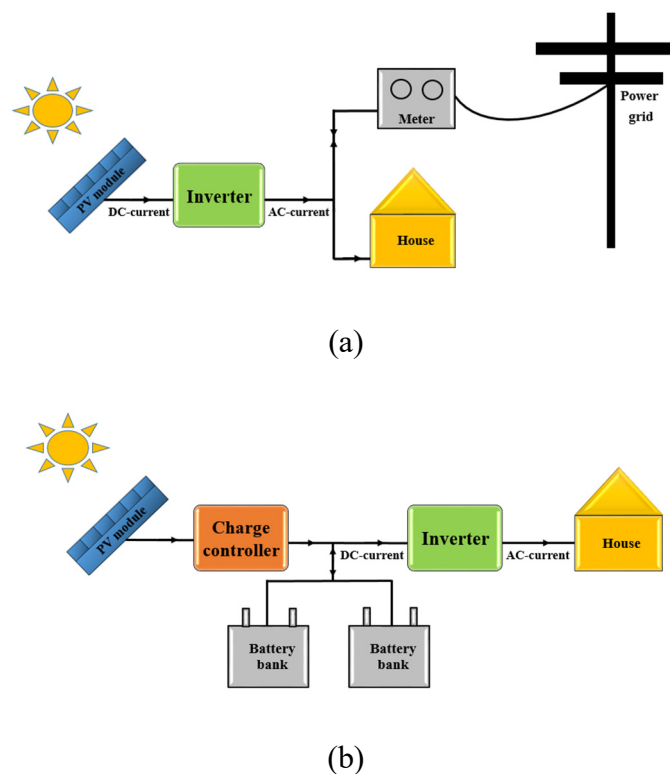 Power
grid
Meter
PV module
Inverter
DC-current
AC-current
House
(a)
PV module
Charge
controller
DC-current
Inverter
AC-current
House
Battery
bank
Battery
bank
(b)